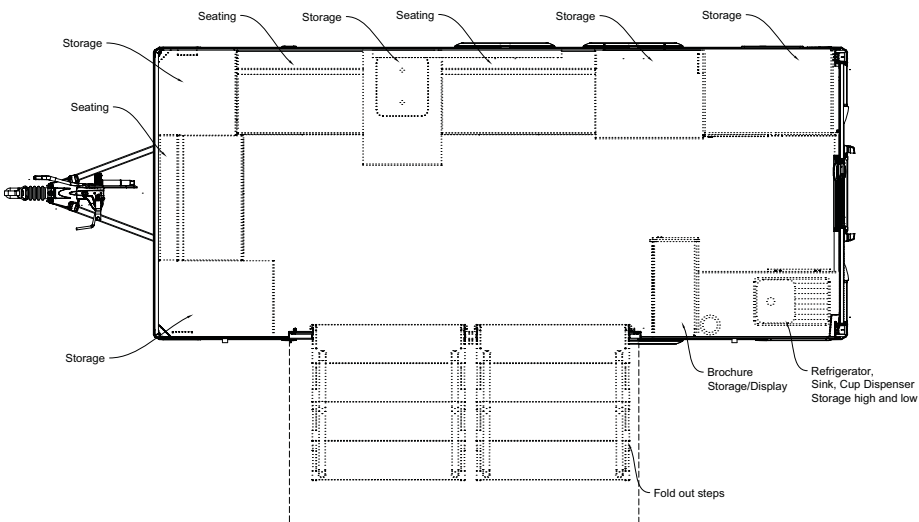 Seating
Storage
Seating
Storage
Storage
Storage
Seating
Storage
Brochure
Storage/Display
Refrigerator,
Sink, Cup Dispenser
Storage high and low
Fold out steps